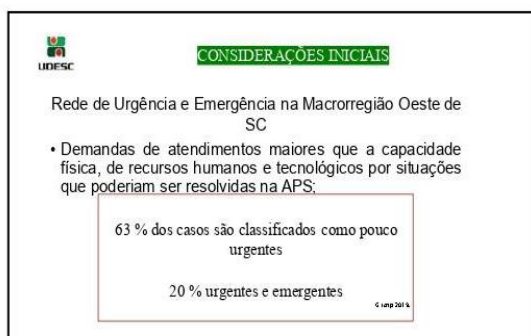 UDESC
CONSIDERAÇÕES INICIAIS
Rede de Urgência e Emergência na Macrorregião Oeste de
SC
• Demandas de atendimentos maiores que a capacidade
física, de recursos humanos e tecnológicos por situações
que poderiam ser resolvidas na APS;
63 % dos casos são classificados como pouco
urgentes
20 % urgentes e emergentes